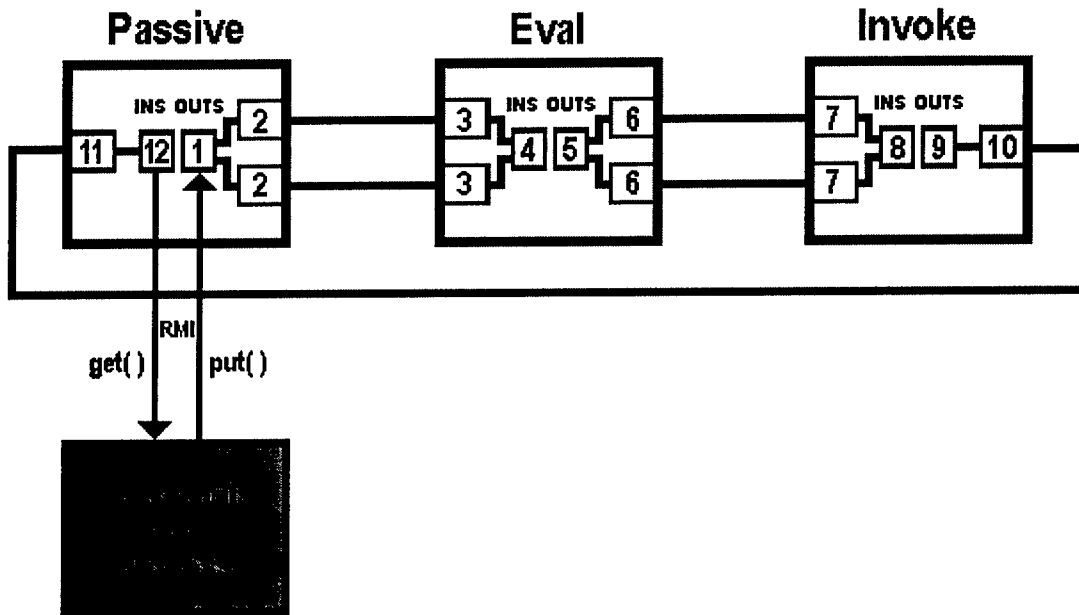 Passive Eval Invoke
INS OUTS INS OUTS INS OUTS
11 12 1 2 3 4 5 6 7 8 9 10
2 3 6 7
RMI
get( ) put( )